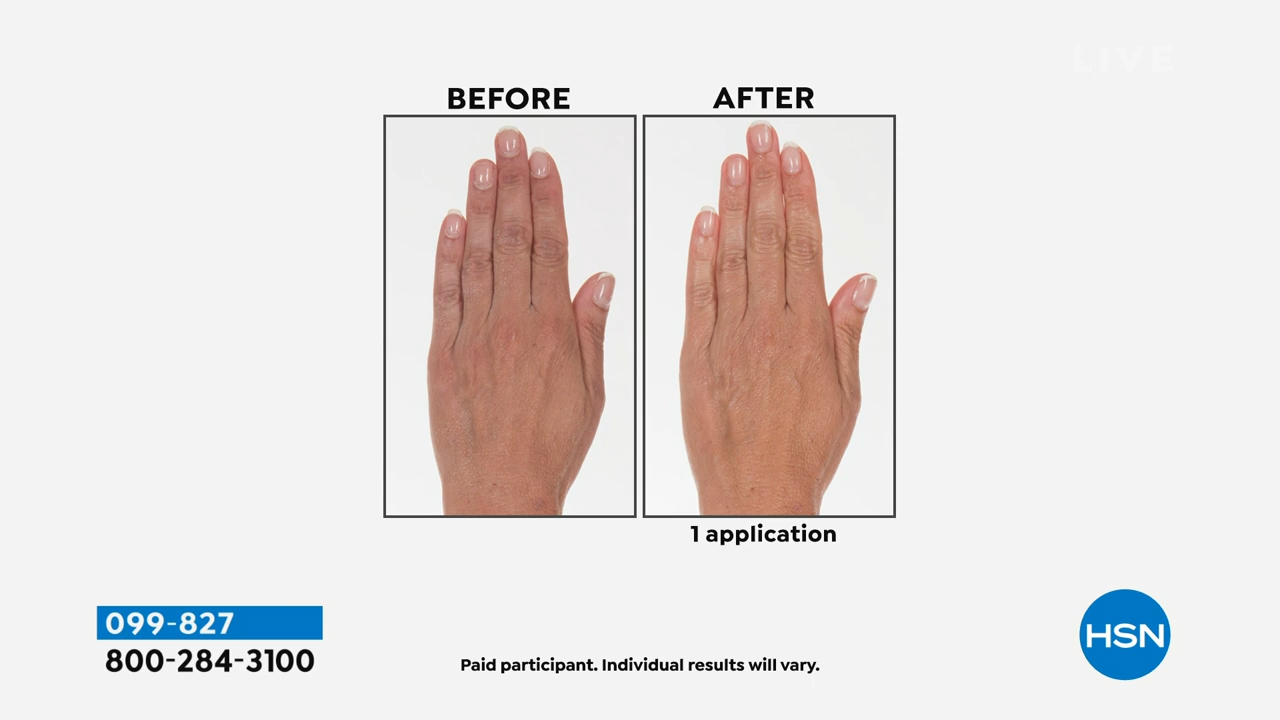 LIVE
BEFORE
AFTER
1 application
099-827
800-284-3100
Paid participant. Individual results will vary.
HSN